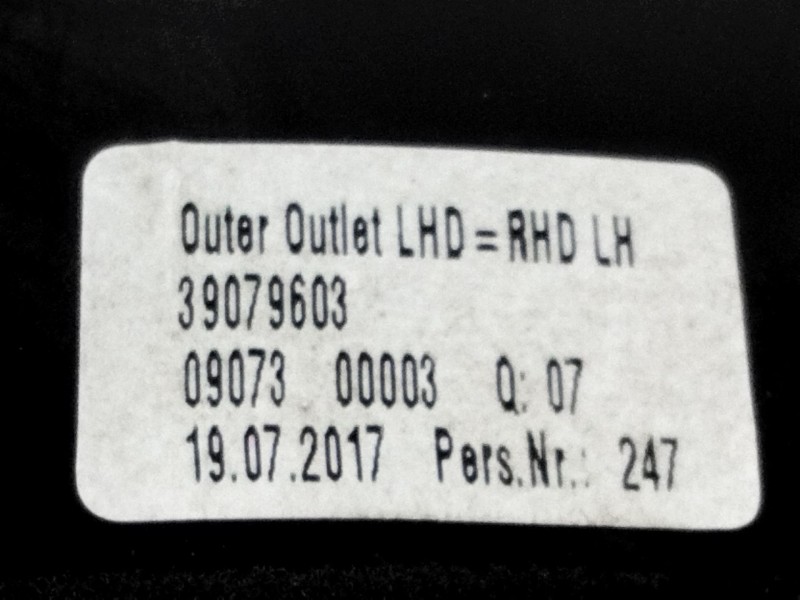 Outer Outlet LHD = RHD LH
39079603
09073 00003 Q: 07
19.07.2017 Pers.Nr.: 247